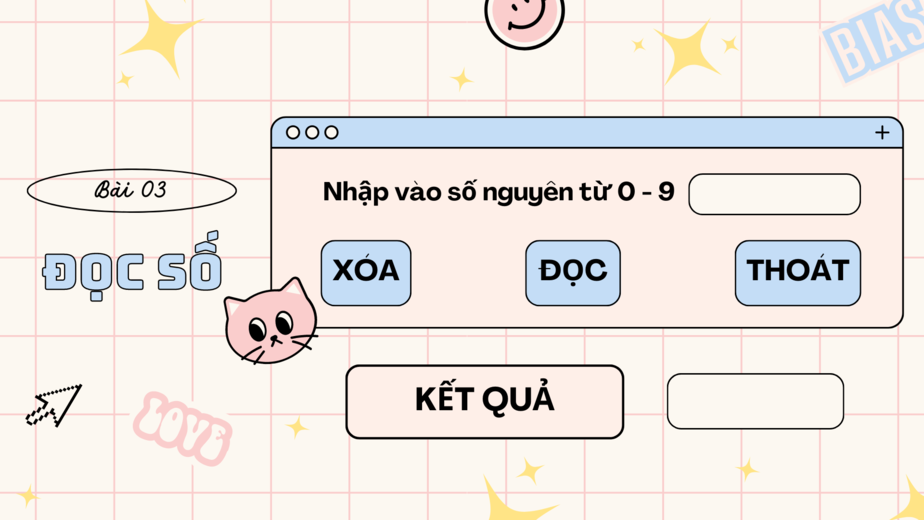 BIAS
Bài 03
ĐỌC SỐ
Nhập vào số nguyên từ 0 - 9
XÓA
ĐỌC
THOÁT
KẾT QUẢ
LOVE